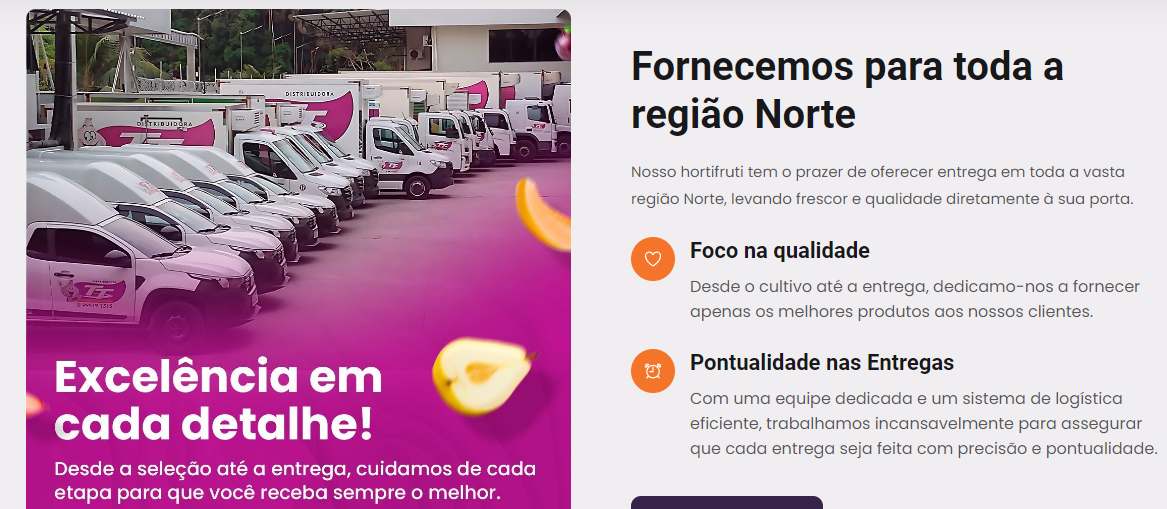 DISTRIBUIDORA
DISTRIBUIDORA
Excelência em
cada detalhe!
Desde a seleção até a entrega, cuidamos de cada
etapa para que você receba sempre o melhor.
Fornecemos para toda a
região Norte
Nosso hortifruti tem o prazer de oferecer entrega em toda a vasta
região Norte, levando frescor e qualidade diretamente à sua porta.
Foco na qualidade
Desde o cultivo até a entrega, dedicamo-nos a fornecer
apenas os melhores produtos aos nossos clientes.
Pontualidade nas Entregas
Com uma equipe dedicada e um sistema de logística
eficiente, trabalhamos incansavelmente para assegurar
que cada entrega seja feita com precisão e pontualidade.